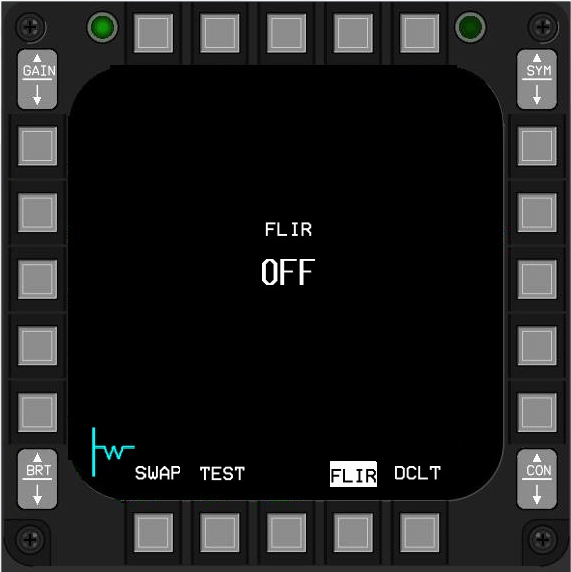 GAIN
SYM
FLIR
OFF
W
BRT
SWAP TEST FLIR DCLT
CON